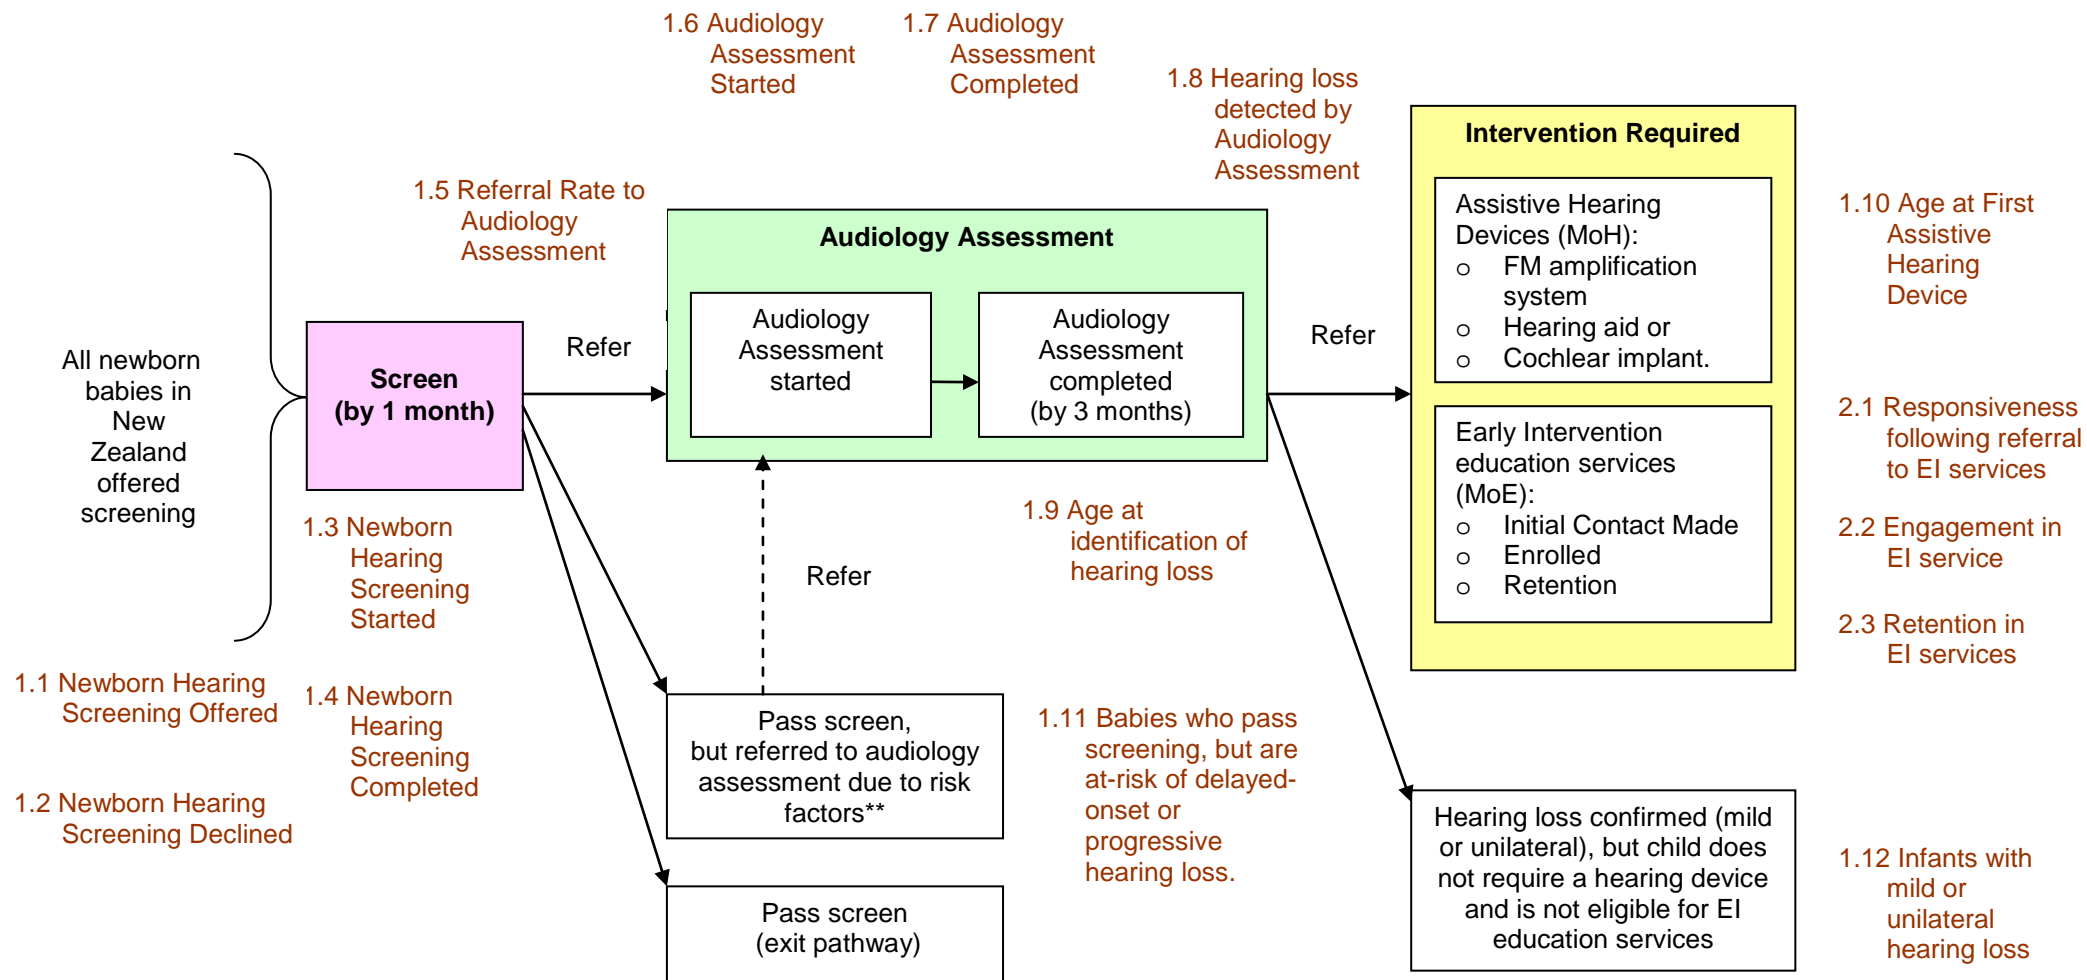 1.6 Audiology
Assessment
Started
1.7 Audiology
Assessment
Completed
1.8 Hearing loss
detected by
Audiology
Assessment
1.5 Referral Rate to
Audiology
Assessment
All newborn
babies in
New
Zealand
offered
screening
Screen
(by 1 month)
Refer
Audiology Assessment
Audiology
Assessment
started
Audiology
Assessment
completed
(by 3 months)
Refer
Intervention Required
Assistive Hearing
Devices (MoH):
o FM amplification
system
o Hearing aid or
o Cochlear implant.
Early Intervention
education services
(MoE):
o Initial Contact Made
o Enrolled
o Retention
1.10 Age at First
Assistive
Hearing
Device
2.1 Responsiveness
following referral
to EI services
2.2 Engagement in
EI service
2.3 Retention in
EI services
1.3 Newborn
Hearing
Screening
Started
1.9 Age at
identification of
hearing loss
Refer
1.1 Newborn Hearing
Screening Offered
1.2 Newborn Hearing
Screening Declined
1.4 Newborn
Hearing
Screening
Completed
Pass screen,
but referred to audiology
assessment due to risk
factors**
1.11 Babies who pass
screening, but are
at-risk of delayed-
onset or
progressive
hearing loss.
Pass screen
(exit pathway)
Hearing loss confirmed (mild
or unilateral), but child does
not require a hearing device
and is not eligible for EI
education services
1.12 Infants with
mild or
unilateral
hearing loss